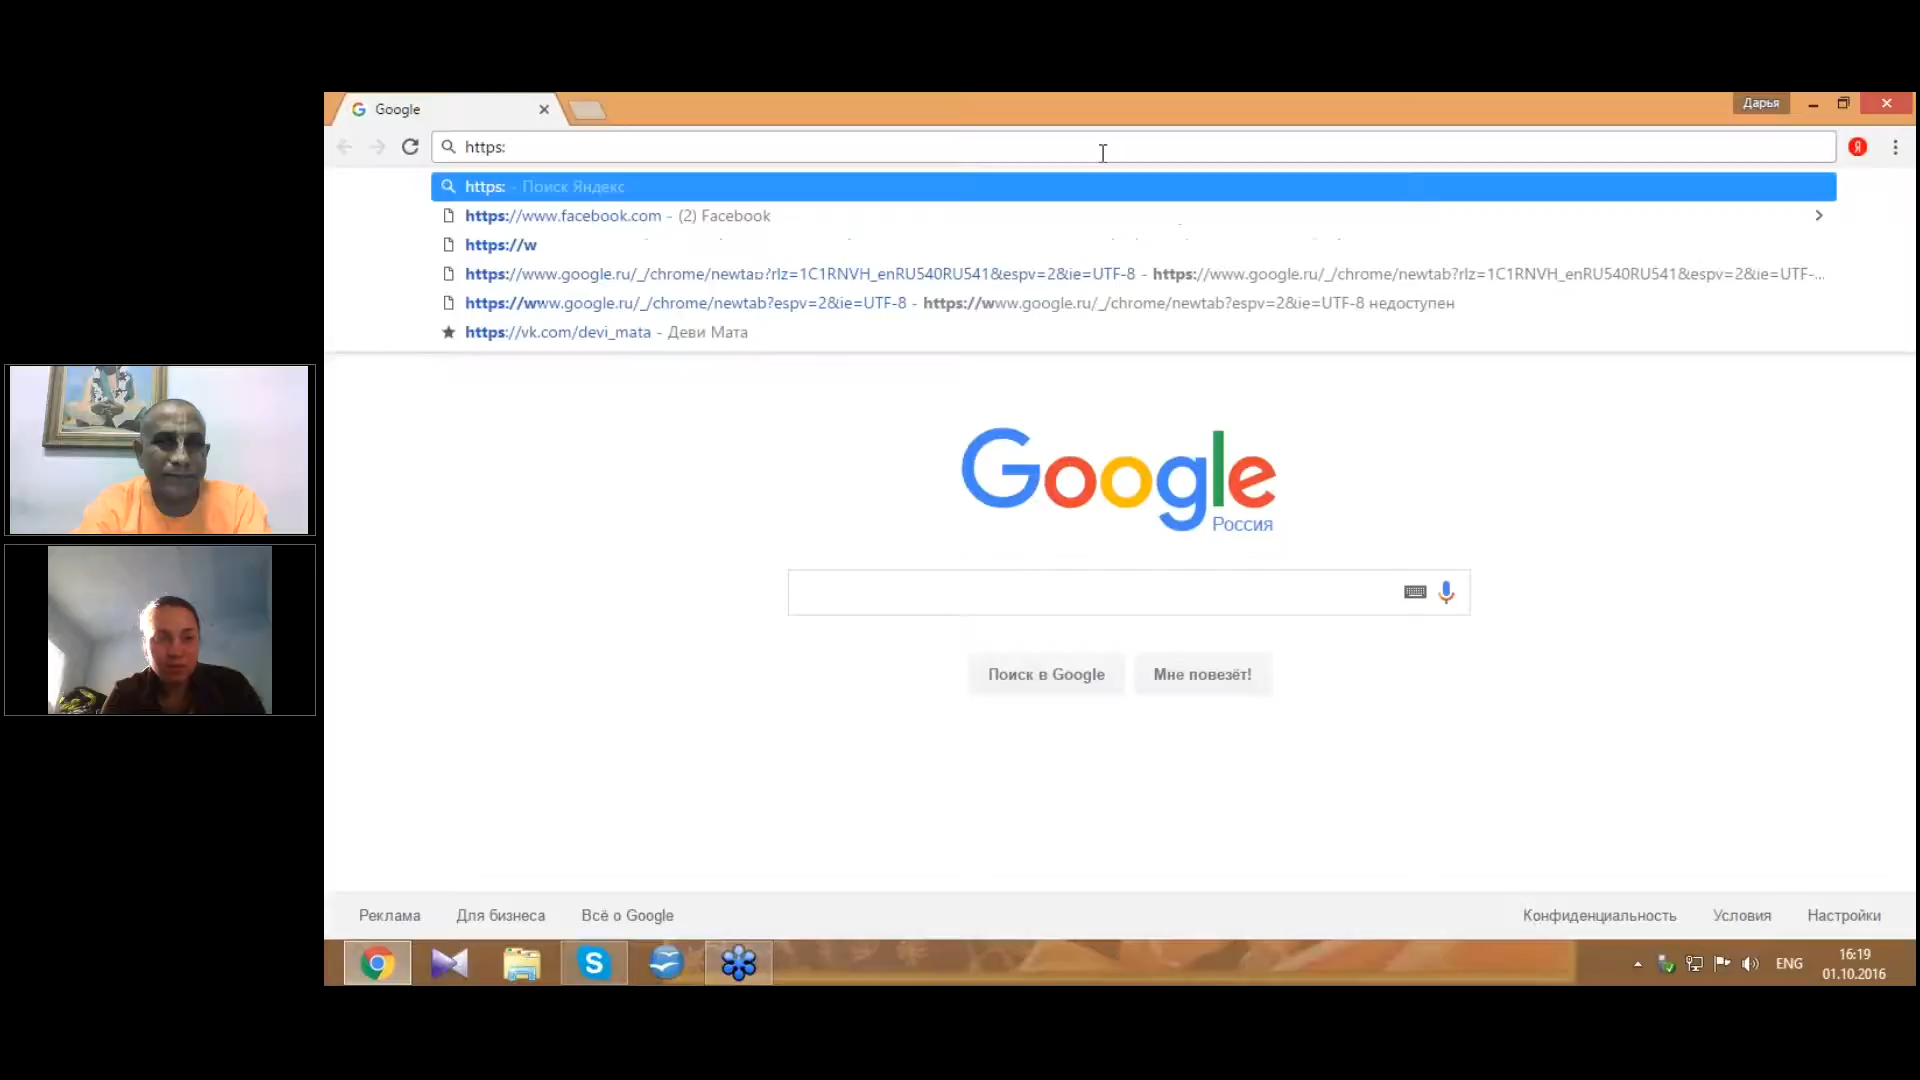 Google
Дарья
https:
https: - Поиск Яндекс
https://www.facebook.com - (2) Facebook
https://w
https://www.google.ru/_/chrome/newtab?rlz=1C1RNVH_enRU540RU541&espv=2&ie=UTF-8 - https://www.google.ru/_/chrome/newtab?rlz=1C1RNVH_enRU540RU541&espv=2&ie=UTF-...
https://www.google.ru/_/chrome/newtab?espv=2&ie=UTF-8 - https://www.google.ru/_/chrome/newtab?espv=2&ie=UTF-8 недоступен
https://vk.com/devi_mata - Деви Мата
Google
Россия
Поиск в Google
Мне повезёт!
Реклама Для бизнеса Всё о Google Конфиденциальность Условия Настройки
ENG
16:19
01.10.2016